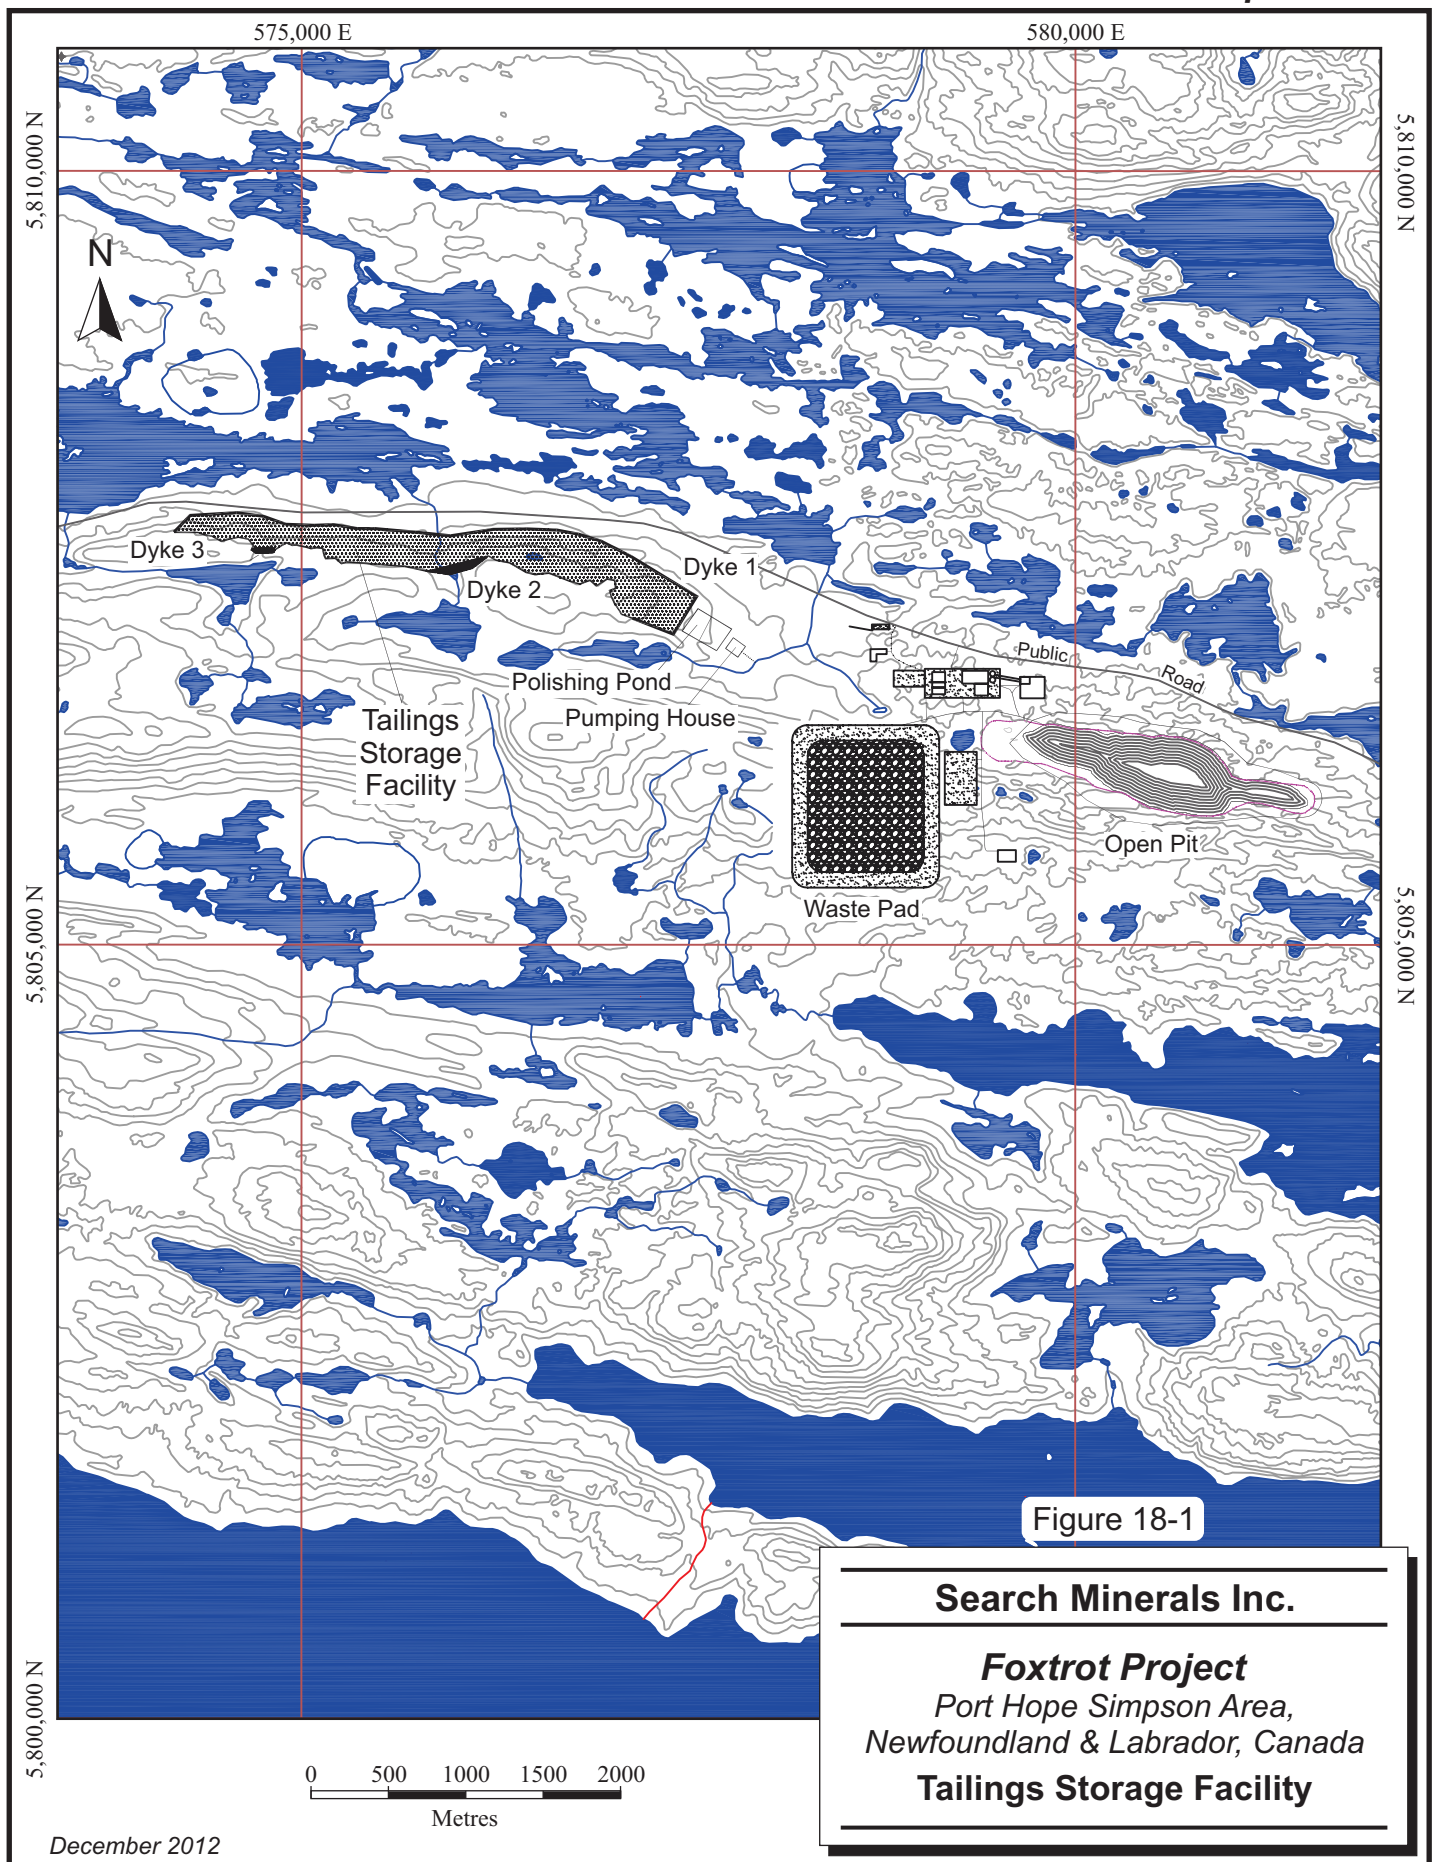 575,000 E
580,000 E
5,810,000 N
5,810,000 N
N
Dyke 3
Dyke 2
Dyke 1
Public
Road
Polishing Pond
Pumping House
Tailings
Storage
Facility
Open Pit
Waste Pad
5,805,000 N
5,805,000 N
Figure 18-1
Search Minerals Inc.
Foxtrot Project
Port Hope Simpson Area,
Newfoundland & Labrador, Canada
Tailings Storage Facility
5,800,000 N
0 500 1000 1500 2000
Metres
December 2012